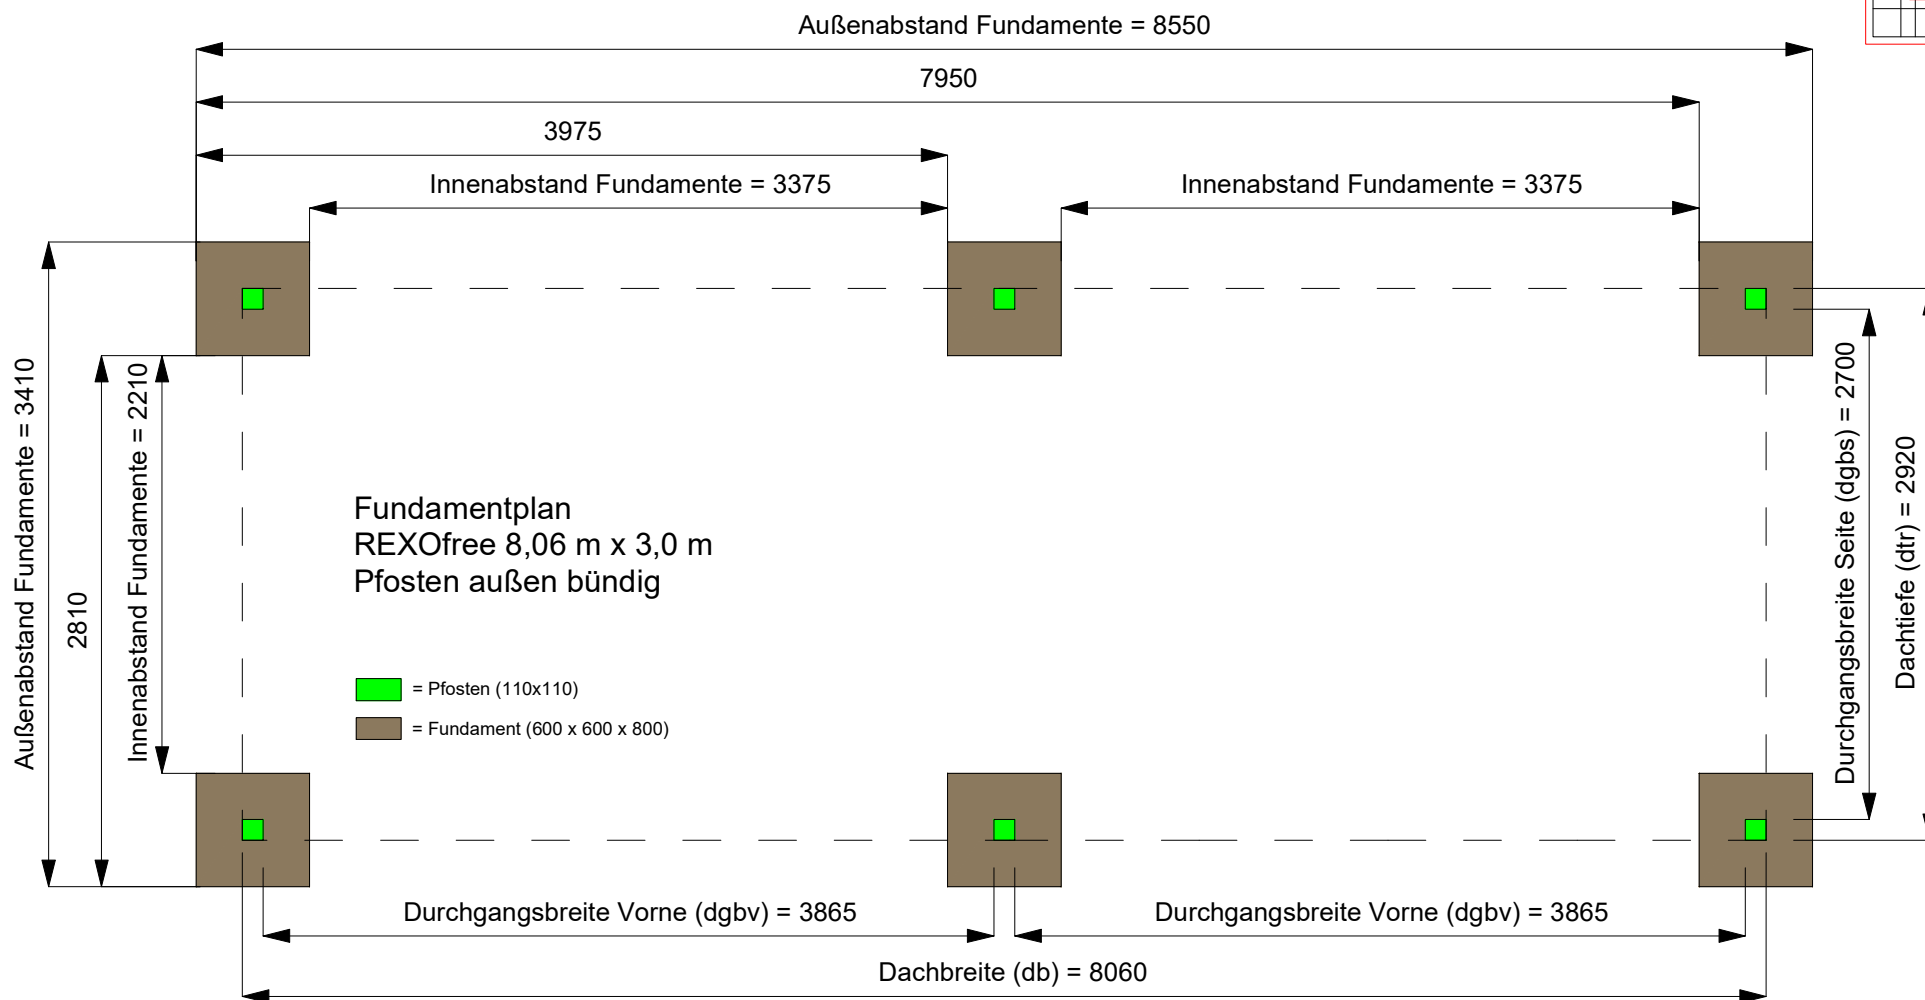 Außenabstand Fundamente = 8550
7950
3975
Innenabstand Fundamente = 3375
Innenabstand Fundamente = 3375
Außenabstand Fundamente = 3410
2810
Innenabstand Fundamente = 2210
Fundamentplan
REXOfree 8,06 m x 3,0 m
Pfosten außen bündig
= Pfosten (110x110)
= Fundament (600 x 600 x 800)
Durchgangsbreite Seite (dgbs) = 2700
Dachtiefe (dtr) = 2920
Durchgangsbreite Vorne (dgbv) = 3865
Durchgangsbreite Vorne (dgbv) = 3865
Dachbreite (db) = 8060